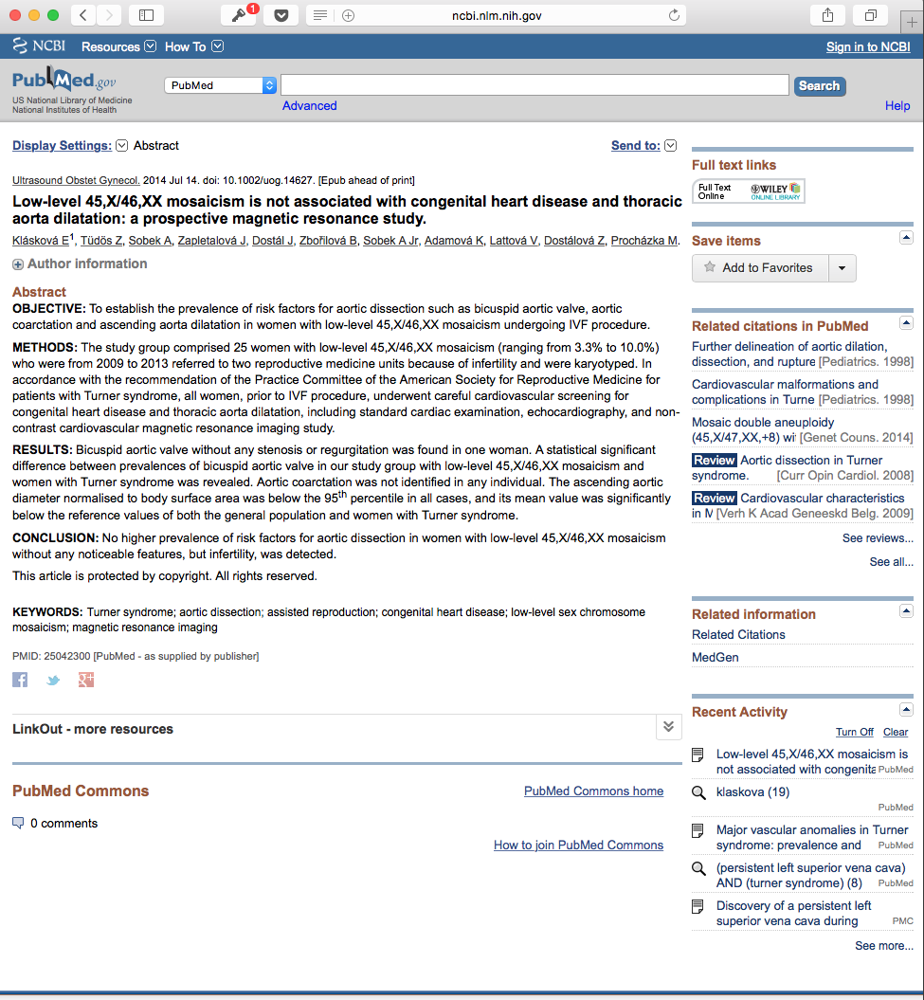 1
ncbi.nlm.nih.gov
NCBI Resources How To Sign in to NCBI
PubMed.gov
US National Library of Medicine
National Institutes of Health
PubMed
Search
Advanced
Help
Display Settings: Abstract
Send to:
Ultrasound Obstet Gynecol. 2014 Jul 14. doi: 10.1002/uog.14627. [Epub ahead of print]
Low-level 45,X/46,XX mosaicism is not associated with congenital heart disease and thoracic
aorta dilatation: a prospective magnetic resonance study.
Klásková E1, Tüdös Z, Sobek A, Zapletalová J, Dostál J, Zbořilová B, Sobek A Jr, Adamová K, Lattová V, Dostálová Z, Procházka M.
Author information
Abstract
OBJECTIVE: To establish the prevalence of risk factors for aortic dissection such as bicuspid aortic valve, aortic
coarctation and ascending aorta dilatation in women with low-level 45,X/46,XX mosaicism undergoing IVF procedure.
METHODS: The study group comprised 25 women with low-level 45,X/46,XX mosaicism (ranging from 3.3% to 10.0%)
who were from 2009 to 2013 referred to two reproductive medicine units because of infertility and were karyotyped. In
accordance with the recommendation of the Practice Committee of the American Society for Reproductive Medicine for
patients with Turner syndrome, all women, prior to IVF procedure, underwent careful cardiovascular screening for
congenital heart disease and thoracic aorta dilatation, including standard cardiac examination, echocardiography, and non-
contrast cardiovascular magnetic resonance imaging study.
RESULTS: Bicuspid aortic valve without any stenosis or regurgitation was found in one woman. A statistical significant
difference between prevalences of bicuspid aortic valve in our study group with low-level 45,X/46,XX mosaicism and
women with Turner syndrome was revealed. Aortic coarctation was not identified in any individual. The ascending aortic
diameter normalised to body surface area was below the 95th percentile in all cases, and its mean value was significantly
below the reference values of both the general population and women with Turner syndrome.
CONCLUSION: No higher prevalence of risk factors for aortic dissection in women with low-level 45,X/46,XX mosaicism
without any noticeable features, but infertility, was detected.
This article is protected by copyright. All rights reserved.
KEYWORDS: Turner syndrome; aortic dissection; assisted reproduction; congenital heart disease; low-level sex chromosome
mosaicism; magnetic resonance imaging
PMID: 25042300 [PubMed - as supplied by publisher]
LinkOut - more resources
PubMed Commons
PubMed Commons home
0 comments
How to join PubMed Commons
Full text links
Full Text
Online
WILEY
ONLINE LIBRARY
Save items
Add to Favorites
Related citations in PubMed
Further delineation of aortic dilation,
dissection, and rupture [Pediatrics. 1998]
Cardiovascular malformations and
complications in Turne [Pediatrics. 1998]
Mosaic double aneuploidy
(45,X/47,XX,+8) wi [Genet Couns. 2014]
Review Aortic dissection in Turner
syndrome. [Curr Opin Cardiol. 2008]
Review Cardiovascular characteristics
in M [Verh K Acad Geneeskd Belg. 2009]
See reviews...
See all...
Related information
Related Citations
MedGen
Recent Activity
Turn Off Clear
Low-level 45,X/46,XX mosaicism is
not associated with congenita PubMed
klaskova (19)
PubMed
Major vascular anomalies in Turner
syndrome: prevalence and PubMed
(persistent left superior vena cava)
AND (turner syndrome) (8) PubMed
Discovery of a persistent left
superior vena cava during PMC
See more...